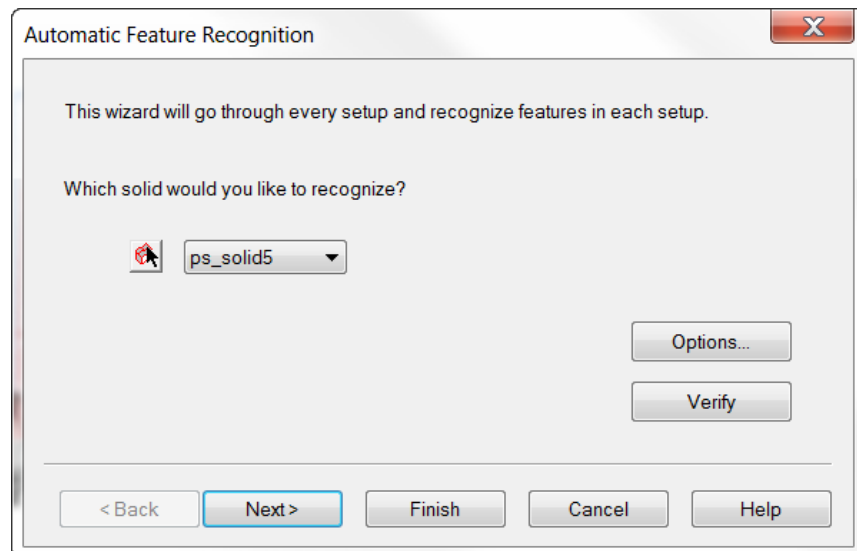 Automatic Feature Recognition
This wizard will go through every setup and recognize features in each setup.
Which solid would you like to recognize?
ps_solid5
Options...
Verify
< Back Next > Finish Cancel Help